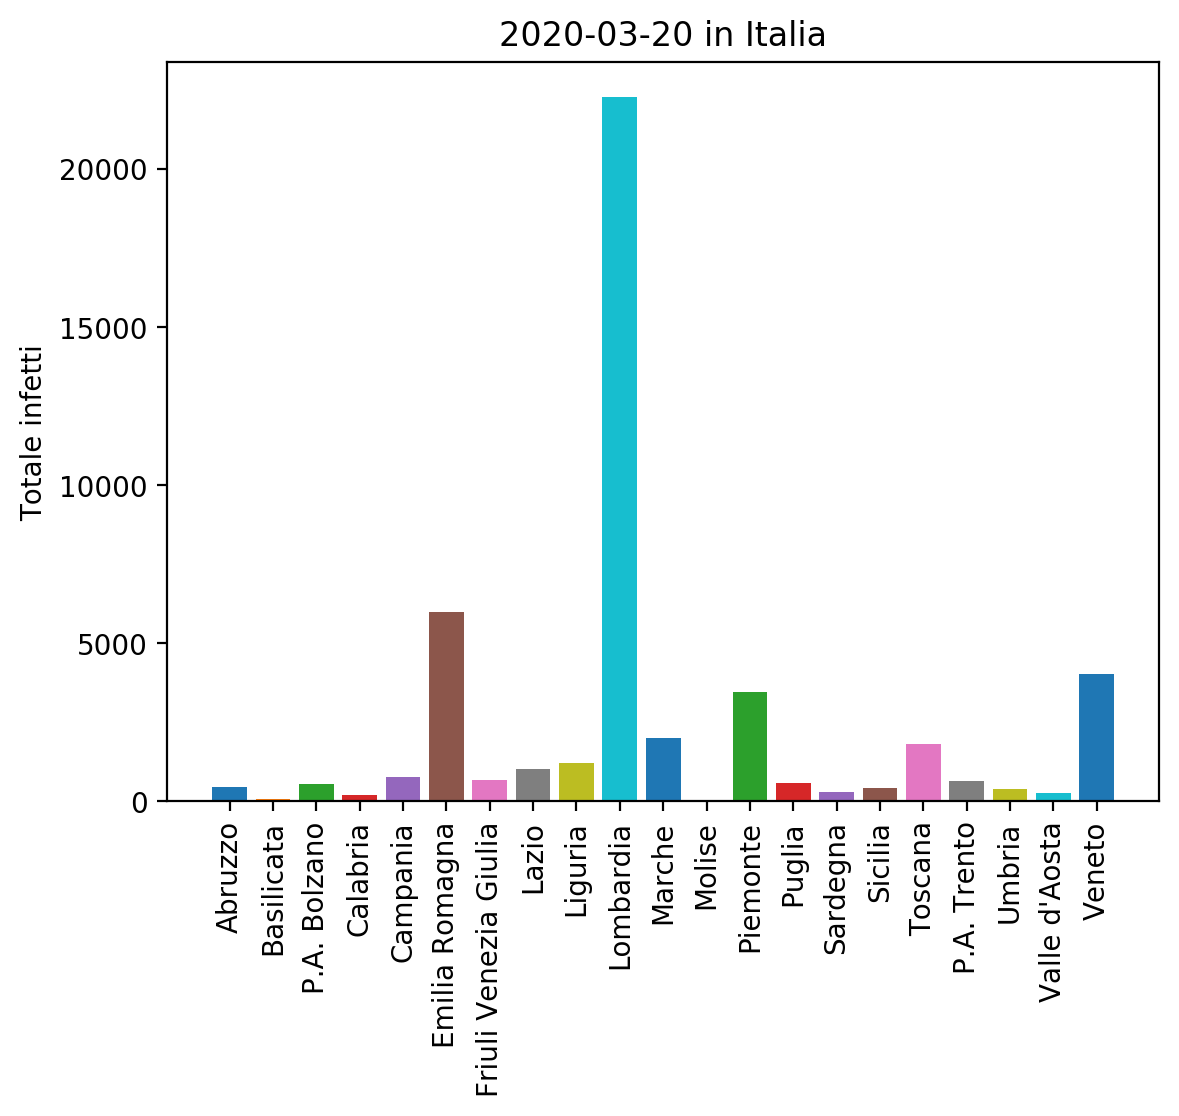 2020-03-20 in Italia
Totale infetti
20000
15000
10000
5000
0
Abruzzo
Basilicata
P.A. Bolzano
Calabria
Campania
Emilia Romagna
Friuli Venezia Giulia
Lazio
Liguria
Lombardia
Marche
Molise
Piemonte
Puglia
Sardegna
Sicilia
Toscana
P.A. Trento
Umbria
Valle d'Aosta
Veneto